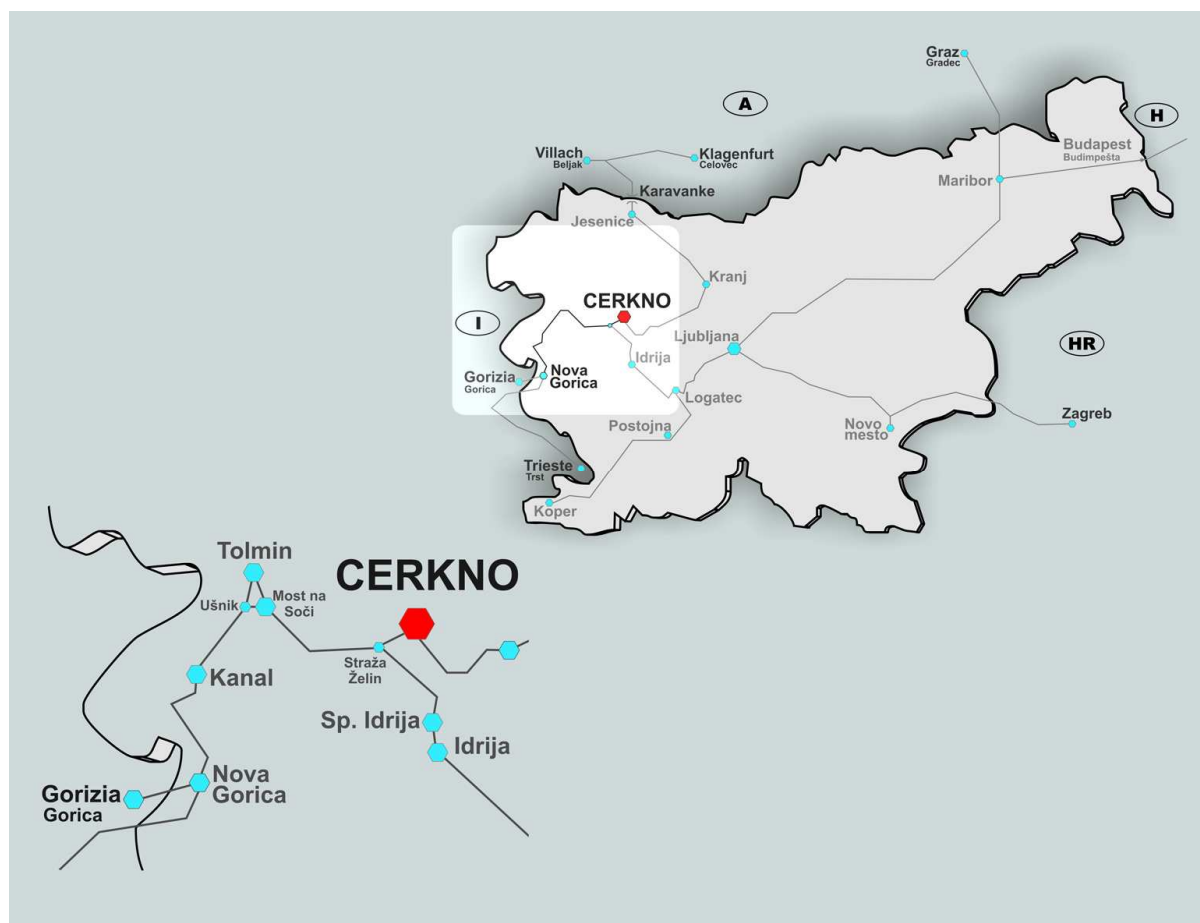 Graz
Gradec
A
H
Budapest
Budimpešta
Villach
Beljak
Klagenfurt
Celovec
Maribor
Karavanke
Jesenice
Kranj
CERKNO
I
Ljubljana
HR
Idrija
Gorizia
Gorica
Nova
Gorica
Logatec
Postojna
Novo
mesto
Zagreb
Trieste
Trst
Koper
Tolmin
CERKNO
Ušnik
Most na
Soči
Straža
Želin
Kanal
Sp. Idrija
Idrija
Nova
Gorica
Gorizia
Gorica